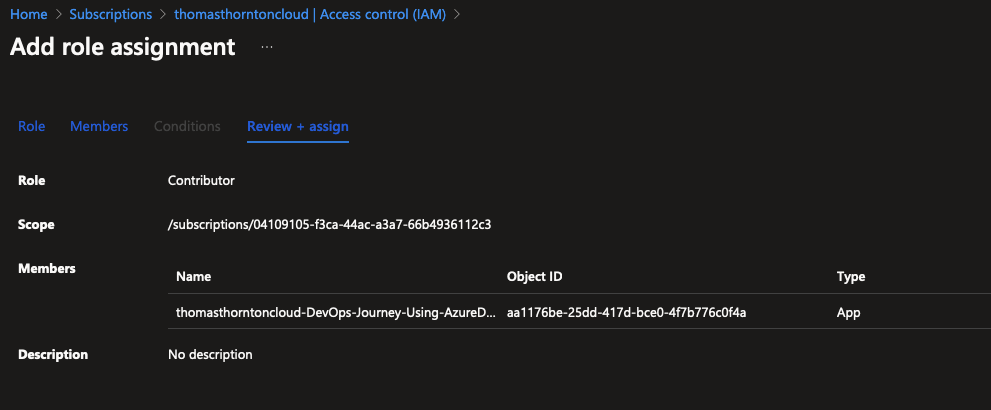 Home > Subscriptions > thomasthorntoncloud | Access control (IAM) >
Add role assignment ...
Role Members Conditions Review + assign
Role Contributor
Scope /subscriptions/04109105-f3ca-44ac-a3a7-66b4936112c3
Members
Name Object ID Type
thomasthorntoncloud-DevOps-Journey-Using-AzureD... aa1176be-25dd-417d-bce0-4f7b776c0f4a App
Description No description